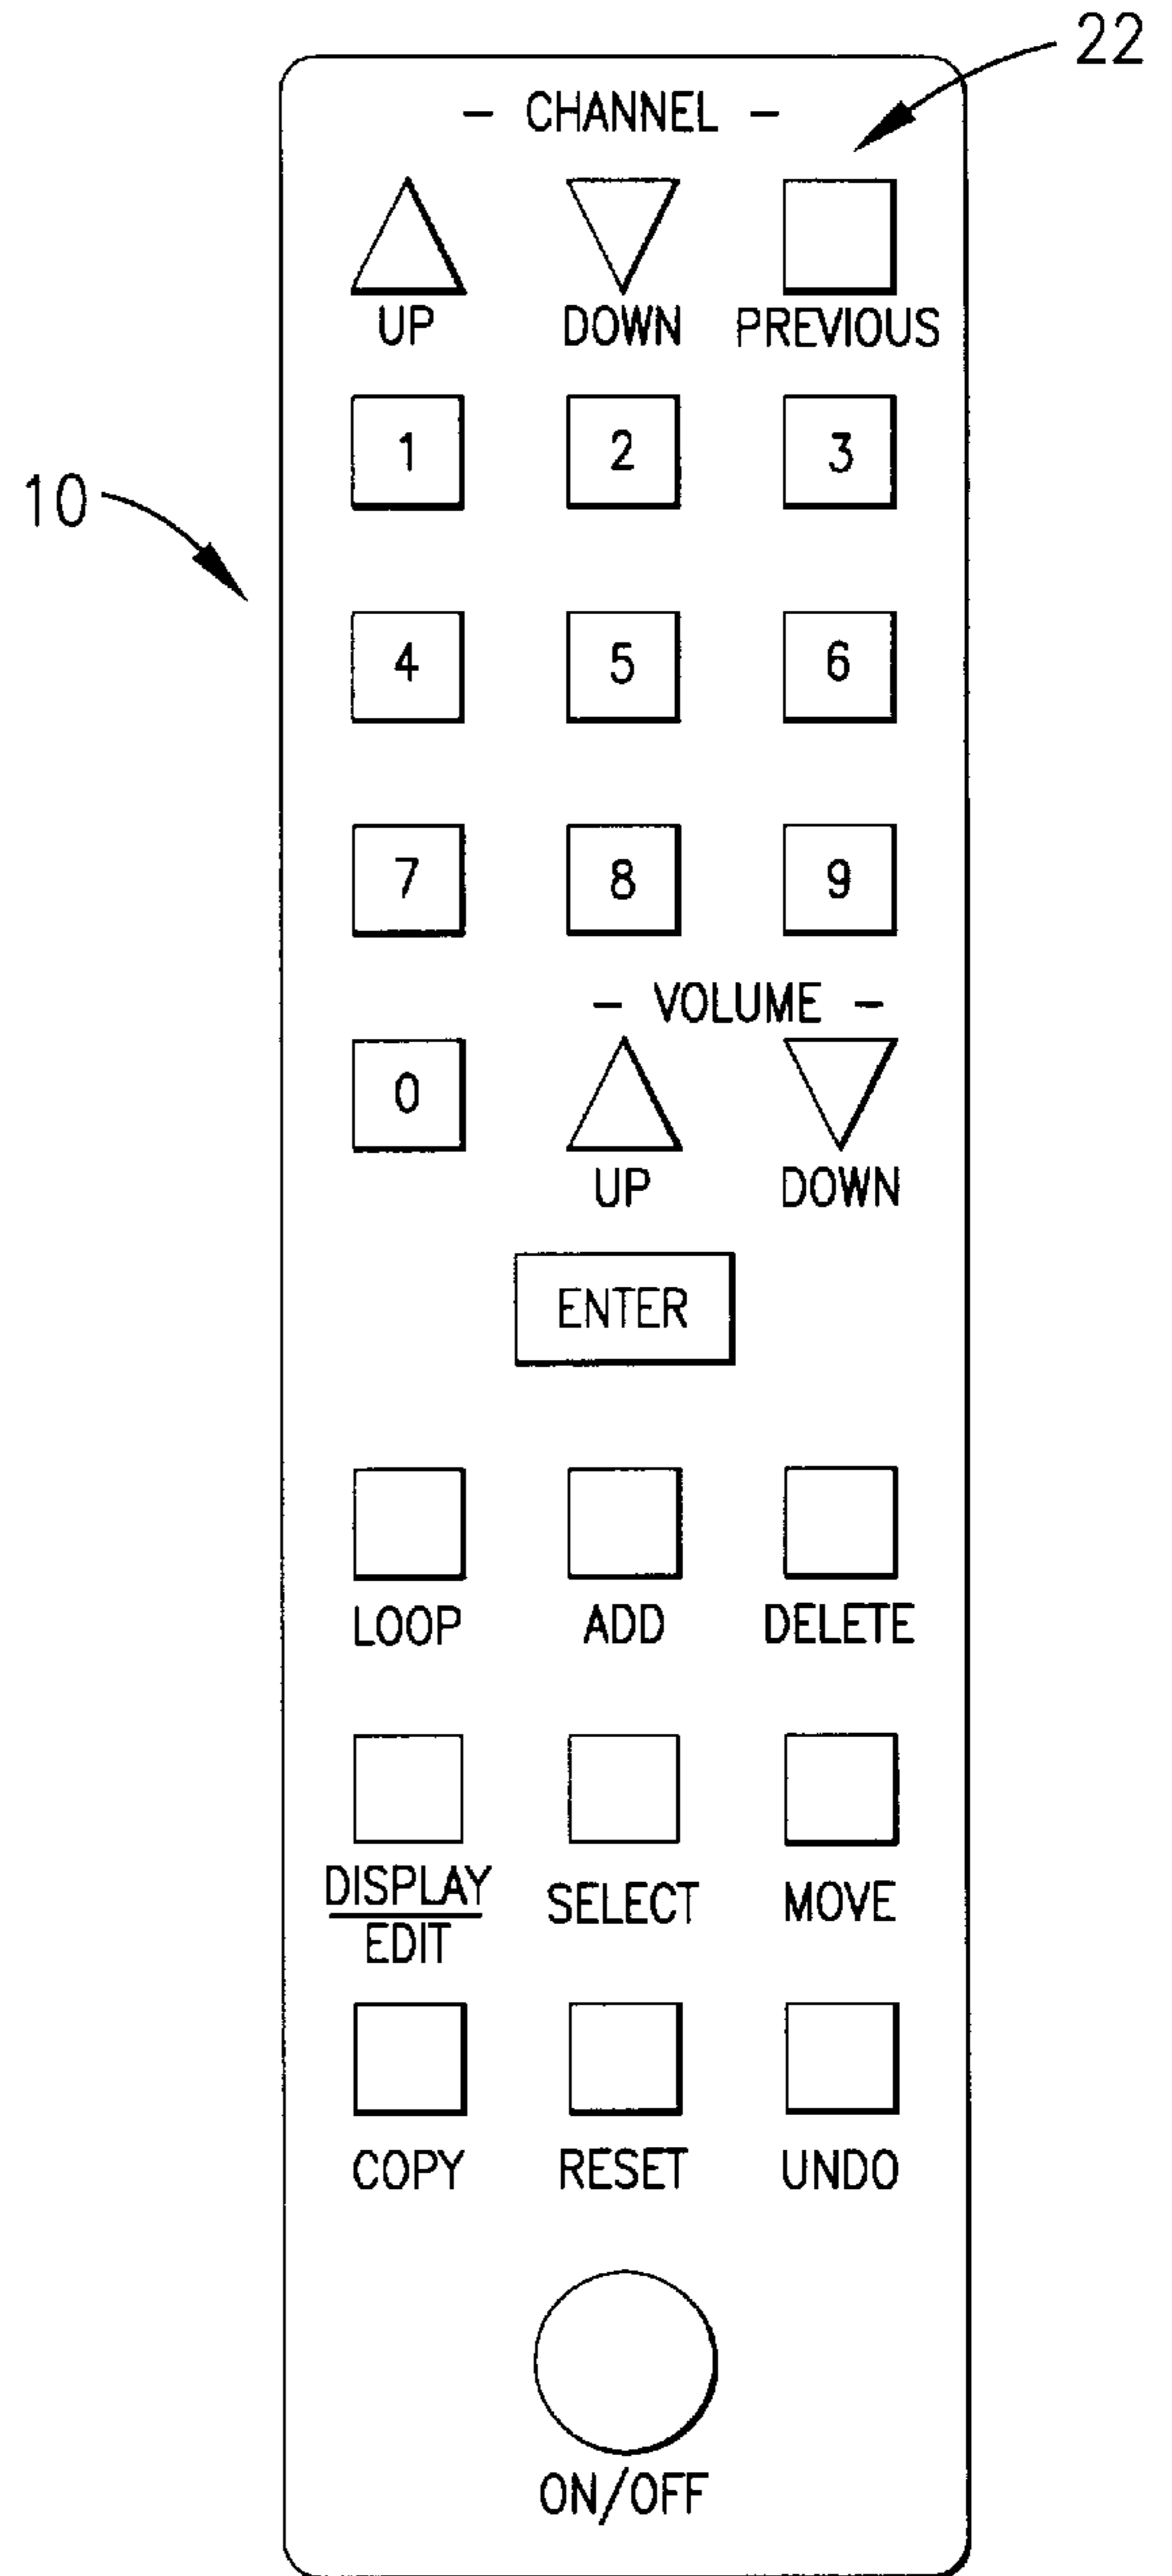 22
- CHANNEL -
UP DOWN PREVIOUS
1 2 3
10
4 5 6
7 8 9
- VOLUME -
0
UP DOWN
ENTER
LOOP ADD DELETE
DISPLAY
EDIT
SELECT MOVE
COPY RESET UNDO
ON/OFF